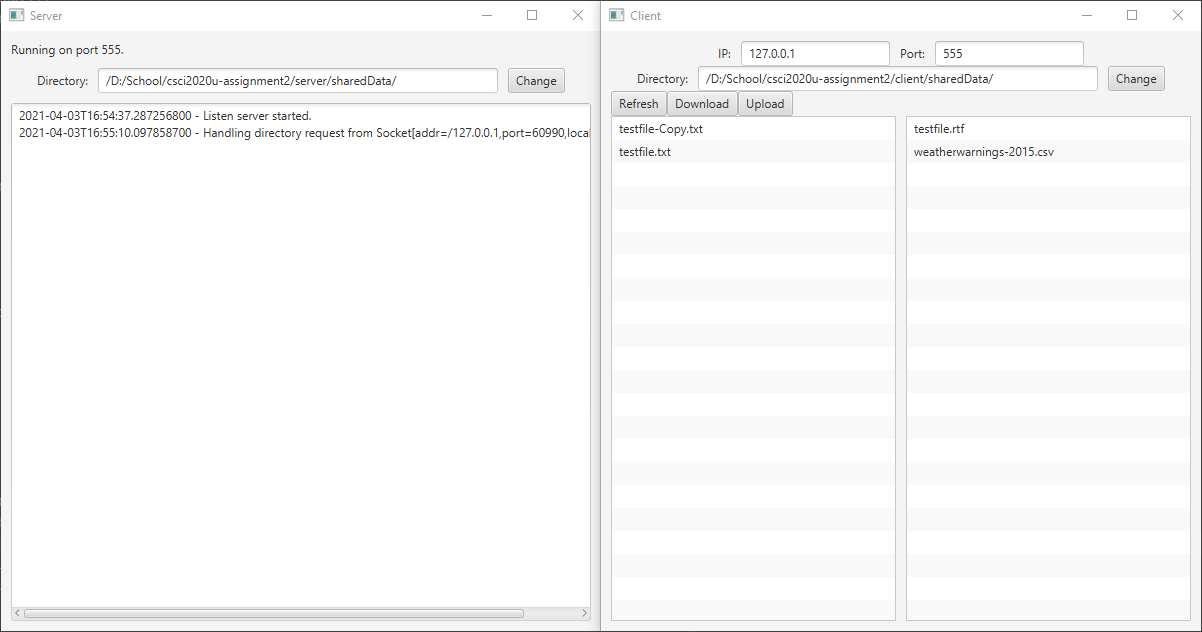 Server
Running on port 555.
Directory: /D:/School/csci2020u-assignment2/server/sharedData/ Change
2021-04-03T16:54:37.287256800 - Listen server started.
2021-04-03T16:55:10.097858700 - Handling directory request from Socket[addr=/127.0.0.1,port=60990,local
Client
IP: 127.0.0.1 Port: 555
Directory: /D:/School/csci2020u-assignment2/client/sharedData/ Change
Refresh Download Upload
testfile-Copy.txt
testfile.txt
testfile.rtf
weatherwarnings-2015.csv